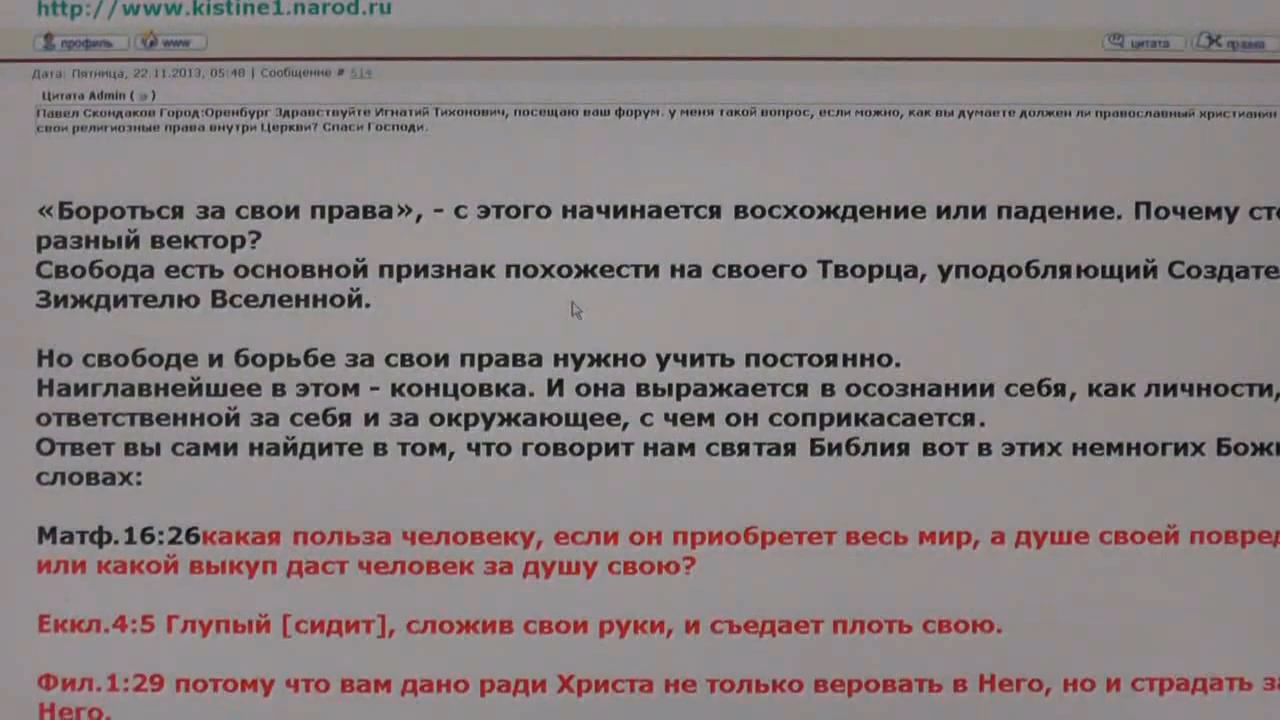 http://www.kistine1.narod.ru
профиль www цитата правка
Дата: Пятница, 22.11.2013, 05:48 | Сообщение # 514
Цитата Admin ( )
Павел Скондаков Город:Оренбург Здравствуйте Игнатий Тихонович, посещаю ваш форум. у меня такой вопрос, если можно, как вы думаете должен ли православный христианин
свои религиозные права внутри Церкви? Спаси Господи.
«Бороться за свои права», - с этого начинается восхождение или падение. Почему
разный вектор?
Свобода есть основной признак похожести на своего Творца, уподобляющий Создате
Зиждителю Вселенной.
Но свободе и борьбе за свои права нужно учить постоянно.
Наиглавнейшее в этом - концовка. И она выражается в осознании себя, как личности,
ответственной за себя и за окружающее, с чем он соприкасается.
Ответ вы сами найдите в том, что говорит нам святая Библия вот в этих немногих Божи
словах:
Матф.16:26какая польза человеку, если он приобретет весь мир, а душе своей повред
или какой выкуп даст человек за душу свою?
Еккл.4:5 Глупый [сидит], сложив свои руки, и съедает плоть свою.
Фил.1:29 потому что вам дано ради Христа не только веровать в Него, но и страдать за
Него.